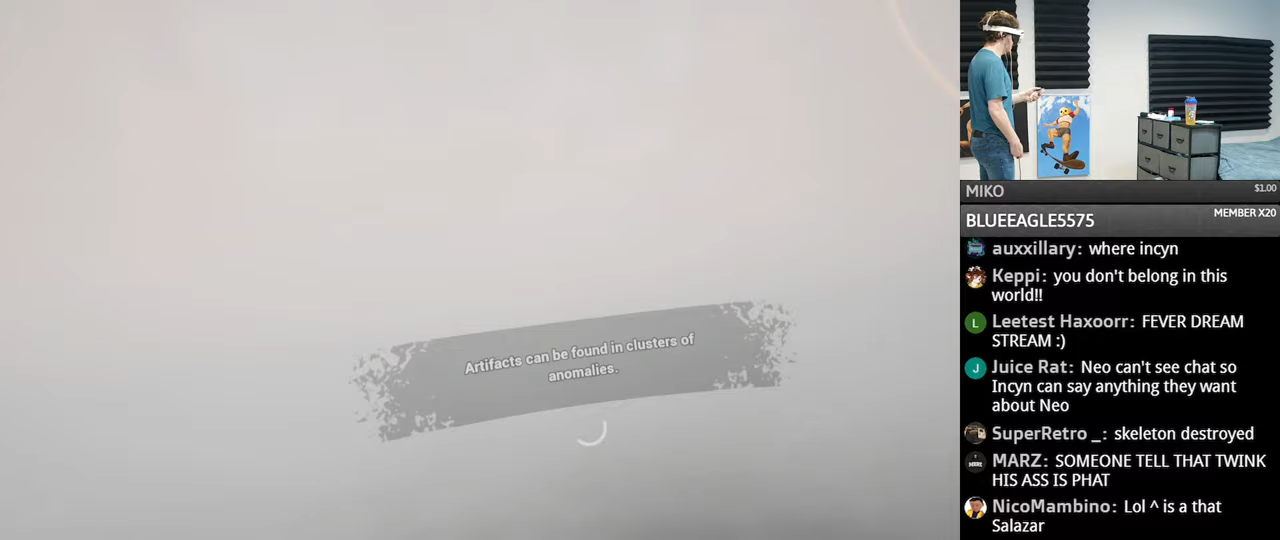 Artifacts can be found in clusters of
anomalies.
MIKO
$1.00
BLUEEAGLE5575
MEMBER X20
auxxillary: where incyn
Keppi: you don't belong in this
world!!
Leetest Haxoorr: FEVER DREAM
STREAM :)
Juice Rat: Neo can't see chat so
Incyn can say anything they want
about Neo
SuperRetro _: skeleton destroyed
MARZ: SOMEONE TELL THAT TWINK
HIS ASS IS PHAT
NicoMambino: Lol ^ is a that
Salazar